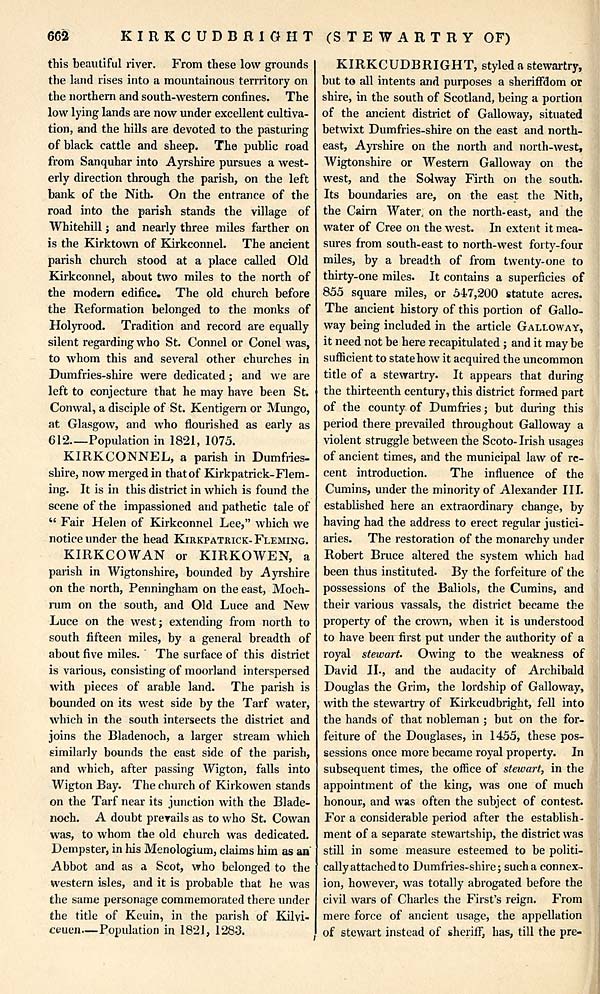 662 KIRKCUDBRIGHT (STEWARTRY OF)
this beautiful river. From these low grounds
the land rises into a mountainous terrritory on
the northern and south-western confines. The
low lying lands are now under excellent cultiva-
tion, and the hills are devoted to the pasturing
of black cattle and sheep. The public road
from Sanquhar into Ayrshire pursues a west-
erly direction through the parish, on the left
bank of the Nith. On the entrance of the
road into the parish stands the village of
Whitehill; and nearly three miles farther on
is the Kirktown of Kirkconnel. The ancient
parish church stood at a place called Old
Kirkconnel, about two miles to the north of
the modern edifice. The old church before
the Reformation belonged to the monks of
Holyrood. Tradition and record are equally
silent regarding who St. Connel or Conel was,
to whom this and several other churches in
Dumfries-shire were dedicated; and we are
left to conjecture that he may have been St.
Conwal, a disciple of St. Kentigern or Mungo,
at Glasgow, and who flourished as early as
612.—Population in 1821, 1075.
KIRKCONNEL, a parish in Dumfries-
shire, now merged in that of Kirkpatrick-Flem-
ing. It is in this district in which is found the
scene of the impassioned and pathetic tale of
“ Fair Helen of Kirkconnel Lee,” which we
notice under the head KIRKPATRICK-FLEMING.
KIRKCOWAN or KIRKOWEN, a
parish in Wigtonshire, bounded by Ayrshire
on the north, Penningham on the east, Moch-
rum on the south, and Old Luce and New
Luce on the west; extending from north to
south fifteen miles, by a general breadth of
about five miles. The surface of this district
is various, consisting of moorland interspersed
with pieces of arable land. The parish is
bounded on its west side by the Tarf water,
which in the south intersects the district and
joins the Bladenoch, a larger stream which
similarly bounds the east side of the parish,
and which, after passing Wigton, falls into
Wigton Bay. The church of Kirkowen stands
on the Tarf near its junction with the Blade-
noch. A doubt prevails as to who St. Cowan
was, to whom the old church was dedicated.
Dempster, in his Menologium, claims him as an
Abbot and as a Scot, who belonged to the
western isles, and it is probable that he was
the same personage commemorated there under
the title of Keuin, in the parish of Kilvi-
ceuen.—Population in 1821, 1283.
KIRKCUDBRIGHT, styled a stewartry,
but to all intents and purposes a sheriffdom or
shire, in the south of Scotland, being a portion
of the ancient district of Galloway, situated
betwixt Dumfries-shire on the east and north-
east, Ayrshire on the north and north-west,
Wigtonshire or Western Galloway on the
west, and the Solway Firth on the south.
Its boundaries are, on the east the Nith,
the Cairn Water, on the north-east, and the
water of Cree on the west. In extent it mea-
sures from south-east to north-west forty-four
miles, by a breadth of from twenty-one to
thirty-one miles. It contains a superficies of
855 square miles, or 547,200 statute acres.
The ancient history of this portion of Gallo-
way being included in the article GALLOWAY,
it need not be here recapitulated; and it may be
sufficient to state how it acquired the uncommon
title of a stewartry. It appears that during
the thirteenth century, this district formed part
of the county of Dumfries; but during this
period there prevailed throughout Galloway a
violent struggle between the Scoto-Irish usages
of ancient times, and the municipal law of re-
cent introduction. The influence of the
Cumins, under the minority of Alexander III.
established here an extraordinary change, by
having had the address to erect regular justici-
aries. The restoration of the monarchy under
Robert Bruce altered the system which had
been thus instituted. By the forfeiture of the
possessions of the Baliols, the Cumins, and
their various vassals, the district became the
property of the crown, when it is understood
to have been first put under the authority of a
royal stewart. Owing to the weakness of
David II., and the audacity of Archibald
Douglas the Grim, the lordship of Galloway,
with the stewartry of Kirkcudbright, fell into
the hands of that nobleman; but on the for-
feiture of the Douglases, in 1455, these pos-
sessions once more became royal property. In
subsequent times, the office of stewart, in the
appointment of the king, was one of much
honour, and was often the subject of contest.
For a considerable period after the establish-
ment of a separate stewartship, the district was
still in some measure esteemed to be politi-
cally attached to Dumfries-shire; such a connex-
ion, however, was totally abrogated before the
civil wars of Charles the First's reign. From
mere force of ancient usage, the appellation
of stewart instead of sheriff, has, till the pre-